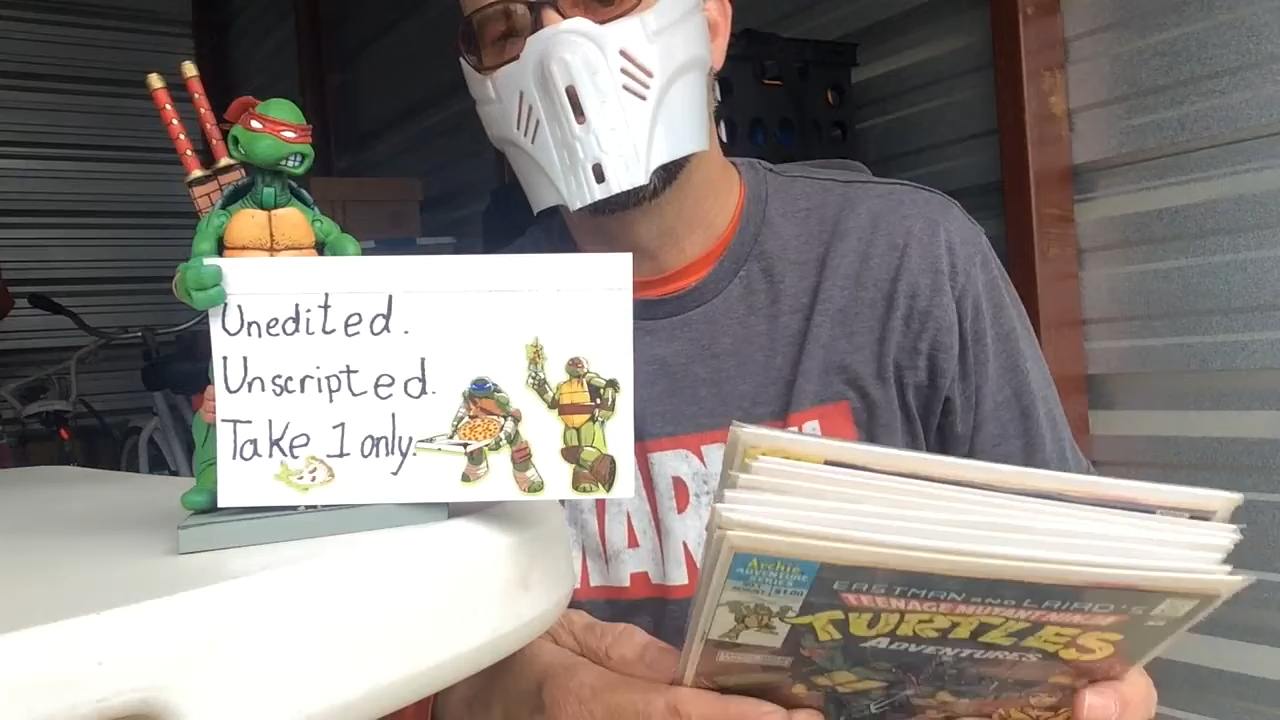 Unedited.
Unscripted.
Take 1 only.
MARVEL
Archie
ADVENTURE
SERIES
$1.00
EASTMAN AND LAIRD'S
TEENAGE MUTANT NINJA
TURTLES
ADVENTURES